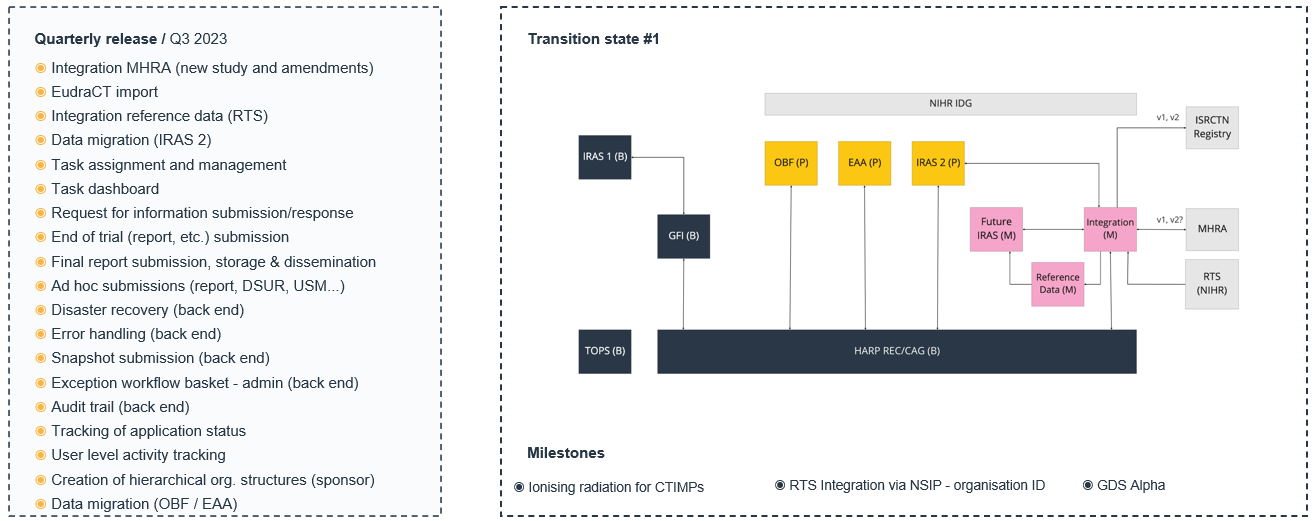 Quarterly release / Q3 2023
Integration MHRA (new study and amendments)
EudraCT import
Integration reference data (RTS)
Data migration (IRAS 2)
Task assignment and management
Task dashboard
Request for information submission/response
End of trial (report, etc.) submission
Final report submission, storage & dissemination
Ad hoc submissions (report, DSUR, USM...)
Disaster recovery (back end)
Error handling (back end)
Snapshot submission (back end)
Exception workflow basket - admin (back end)
Audit trail (back end)
Tracking of application status
User level activity tracking
Creation of hierarchical org. structures (sponsor)
Data migration (OBF / EAA)
Transition state #1
NIHR IDG
v1, v2
ISRCTN
Registry
IRAS 1 (B)
OBF (P)
EAA (P)
IRAS 2 (P)
GFI (B)
Future
IRAS (M)
Integration
(M)
v1, v2?
MHRA
Reference
Data (M)
RTS
(NIHR)
TOPS (B)
HARP REC/CAG (B)
Milestones
Ionising radiation for CTIMPs
RTS Integration via NSIP - organisation ID
GDS Alpha